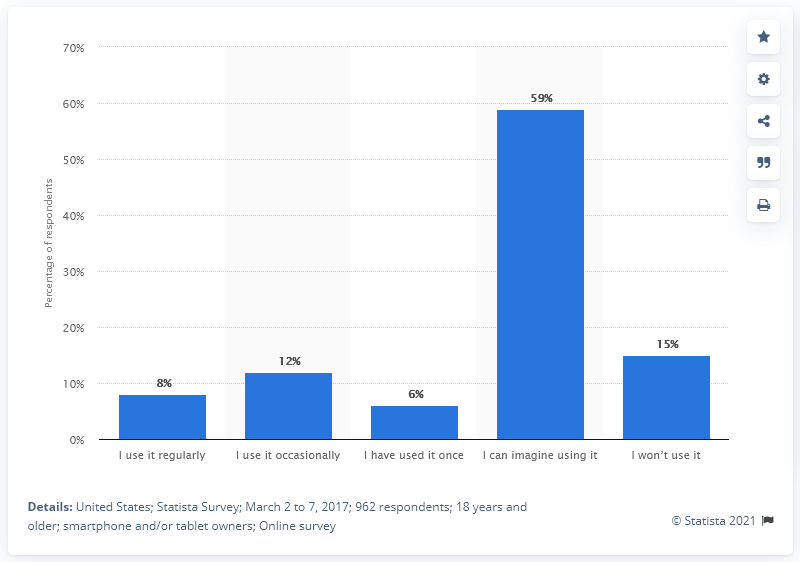 70%
60%
50%
40%
30%
20%
10%
0%
Percentage of respondents
8%
12%
6%
59%
15%
I use it regularly
I use it occasionally
I have used it once
I can imagine using it
I won’t use it
Details: United States; Statista Survey; March 2 to 7, 2017; 962 respondents; 18 years and
older; smartphone and/or tablet owners; Online survey
© Statista 2021